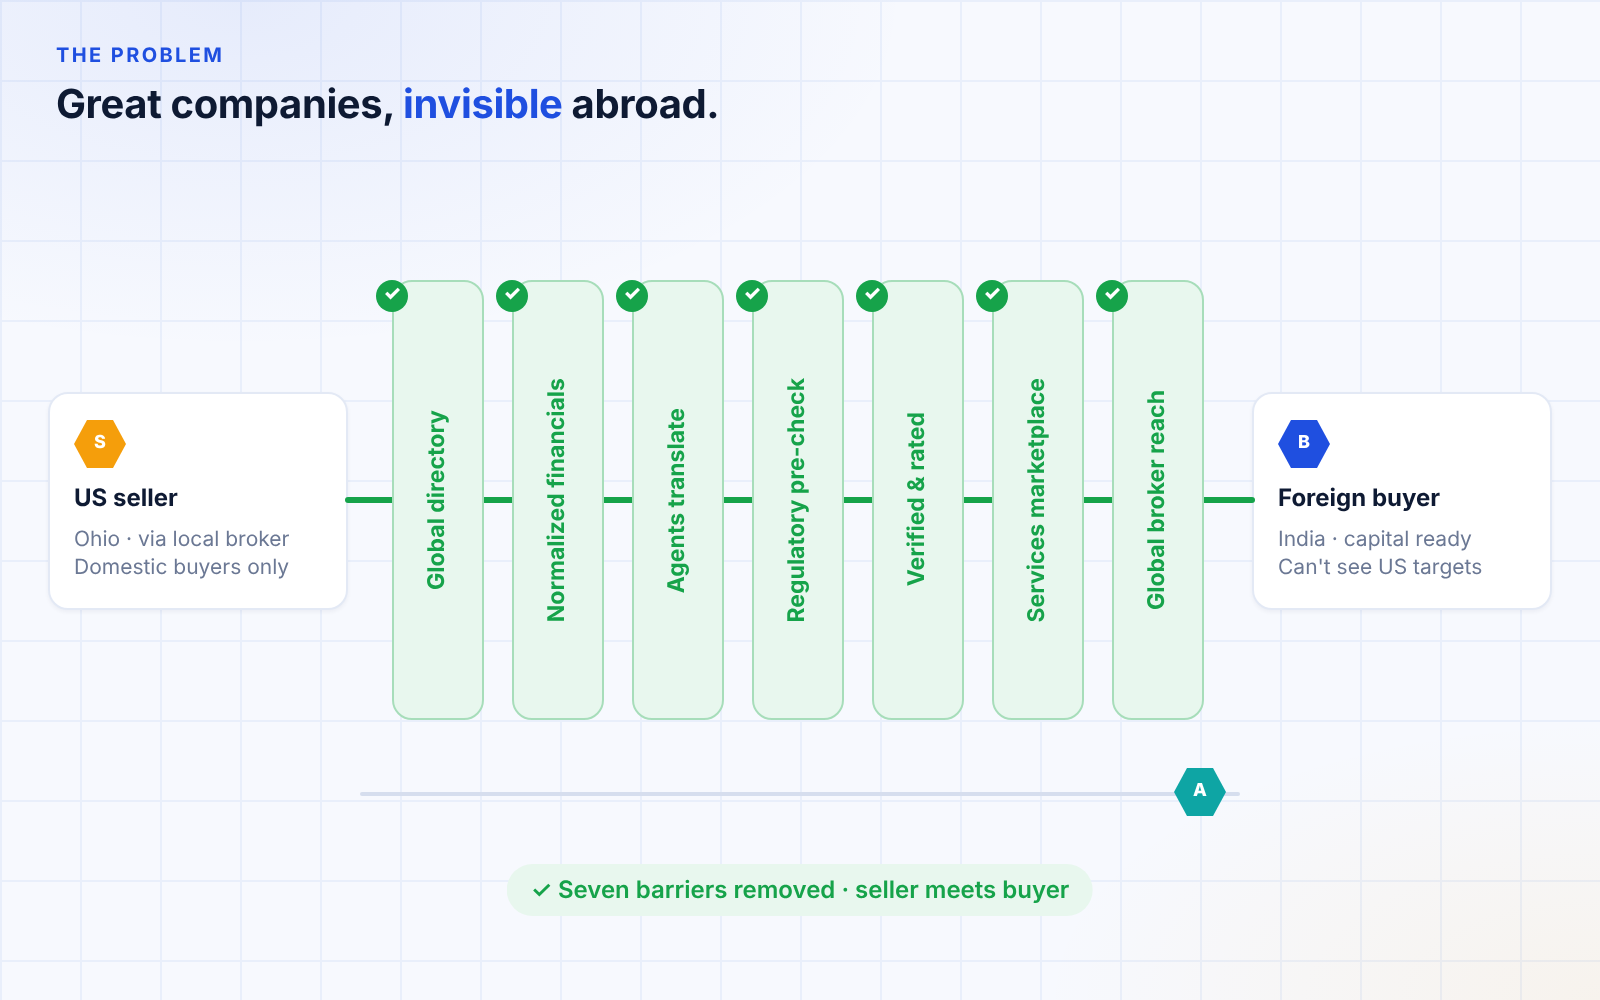 THE PROBLEM
Great companies, invisible abroad.
S
US seller
Ohio · via local broker
Domestic buyers only
Global directory
Normalized financials
Agents translate
Regulatory pre-check
Verified & rated
Services marketplace
Global broker reach
B
Foreign buyer
India · capital ready
Can't see US targets
A
✓ Seven barriers removed · seller meets buyer